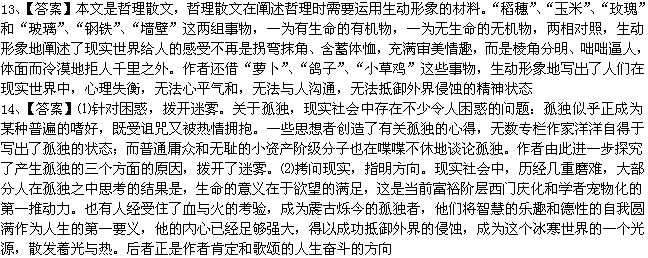 13、【答案】本文是哲理散文，哲理散文在阐述哲理时需要运用生动形象的材料。“稻穗”、“玉米”、“玫瑰”
和“玻璃”、“钢铁”、“墙壁”这两组事物，一为有生命的有机物，一为无生命的无机物，两相对照，生动
形象地阐述了现实世界给人的感受不再是拐弯抹角、含蓄体恤，充满审美情趣，而是棱角分明、咄咄逼人，
体面而冷漠地拒人千里之外。作者还借“萝卜”、“鸽子”、“小草鸡”这些事物，生动形象地写出了人们在
现实世界中，心理失衡，无法心平气和，无法与人沟通，无法抵御外界侵蚀的精神状态
14、【答案】⑴针对困惑，拨开迷雾。关于孤独，现实社会中存在不少令人困惑的问题：孤独似乎正成为
某种普遍的嗜好，既受诅咒又被热情拥抱。一些思想者创造了有关孤独的心得，无数专栏作家洋洋自得于
写出了孤独的状态；而普通庸众和无耻的小资产阶级分子也在喋喋不休地谈论孤独。作者由此进一步探究
了产生孤独的三个方面的原因，拨开了迷雾。⑵拷问现实，指明方向。现实社会中，历经几重磨难，大部
分人在孤独之中思考的结果是，生命的意义在于欲望的满足，这是当前富裕阶层西门庆化和学者宠物化的
第一推动力。也有人经受住了血与火的考验，成为震古烁今的孤独者，他们将智慧的乐趣和德性的自我圆
满作为人生的第一要义，他的内心已经足够强大，得以成功抵御外界的侵蚀，成为这个冰寒世界的一个光
源，散发着光与热。后者正是作者肯定和歌颂的人生奋斗的方向